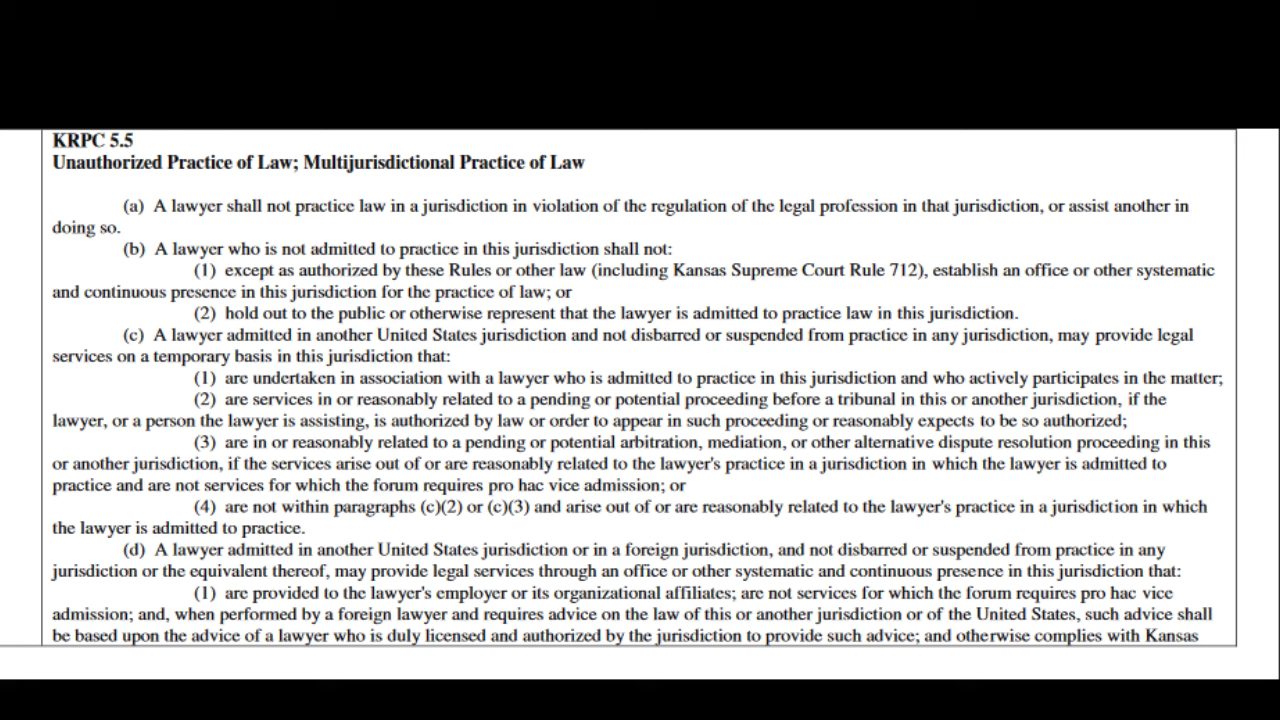 KRPC 5.5
Unauthorized Practice of Law; Multijurisdictional Practice of Law
(a) A lawyer shall not practice law in a jurisdiction in violation of the regulation of the legal profession in that jurisdiction, or assist another in
doing so.
(b) A lawyer who is not admitted to practice in this jurisdiction shall not:
(1) except as authorized by these Rules or other law (including Kansas Supreme Court Rule 712), establish an office or other systematic
and continuous presence in this jurisdiction for the practice of law; or
(2) hold out to the public or otherwise represent that the lawyer is admitted to practice law in this jurisdiction.
(c) A lawyer admitted in another United States jurisdiction and not disbarred or suspended from practice in any jurisdiction, may provide legal
services on a temporary basis in this jurisdiction that:
(1) are undertaken in association with a lawyer who is admitted to practice in this jurisdiction and who actively participates in the matter;
(2) are services in or reasonably related to a pending or potential proceeding before a tribunal in this or another jurisdiction, if the
lawyer, or a person the lawyer is assisting, is authorized by law or order to appear in such proceeding or reasonably expects to be so authorized;
(3) are in or reasonably related to a pending or potential arbitration, mediation, or other alternative dispute resolution proceeding in this
or another jurisdiction, if the services arise out of or are reasonably related to the lawyer's practice in a jurisdiction in which the lawyer is admitted to
practice and are not services for which the forum requires pro hac vice admission; or
(4) are not within paragraphs (c)(2) or (c)(3) and arise out of or are reasonably related to the lawyer's practice in a jurisdiction in which
the lawyer is admitted to practice.
(d) A lawyer admitted in another United States jurisdiction or in a foreign jurisdiction, and not disbarred or suspended from practice in any
jurisdiction or the equivalent thereof, may provide legal services through an office or other systematic and continuous presence in this jurisdiction that:
(1) are provided to the lawyer's employer or its organizational affiliates; are not services for which the forum requires pro hac vice
admission; and, when performed by a foreign lawyer and requires advice on the law of this or another jurisdiction or of the United States, such advice shall
be based upon the advice of a lawyer who is duly licensed and authorized by the jurisdiction to provide such advice; and otherwise complies with Kansas